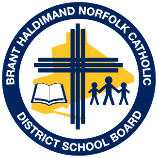 BRANT HALDIMAND NORFOLK CATHOLIC
DISTRICT SCHOOL BOARD